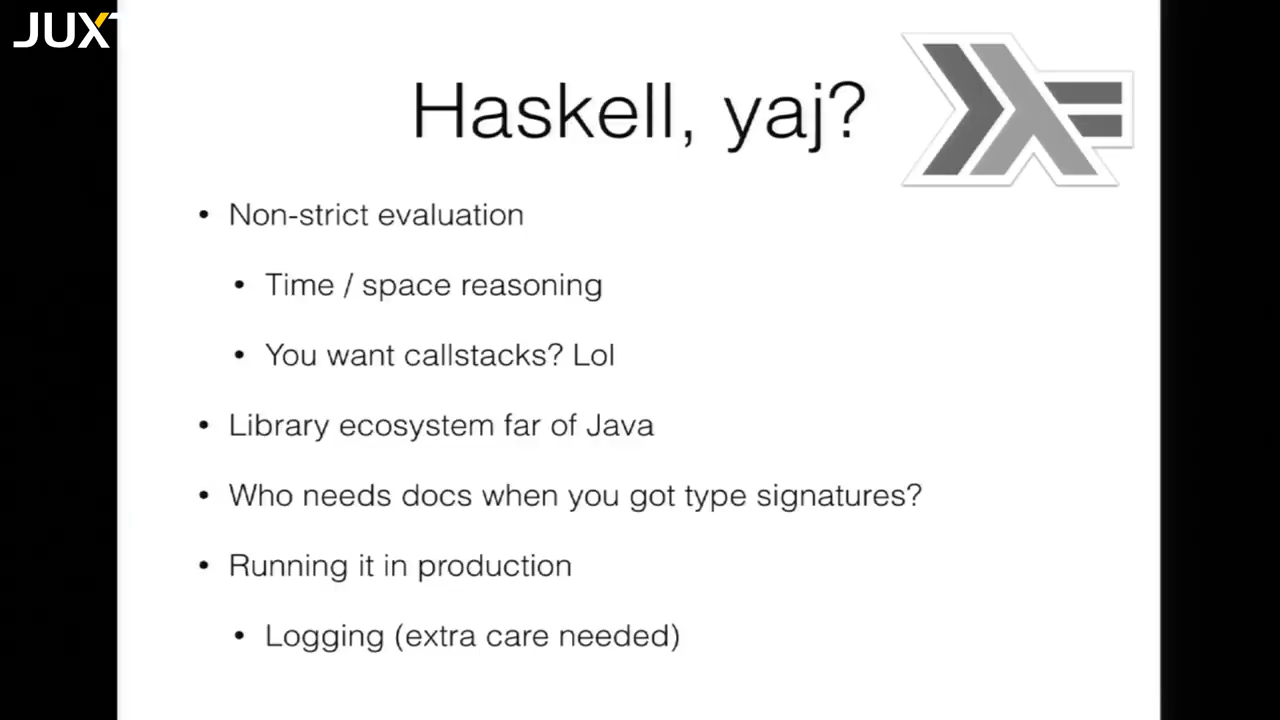 JUXT
Haskell, yaj?
• Non-strict evaluation
• Time / space reasoning
• You want callstacks? Lol
• Library ecosystem far of Java
• Who needs docs when you got type signatures?
• Running it in production
• Logging (extra care needed)